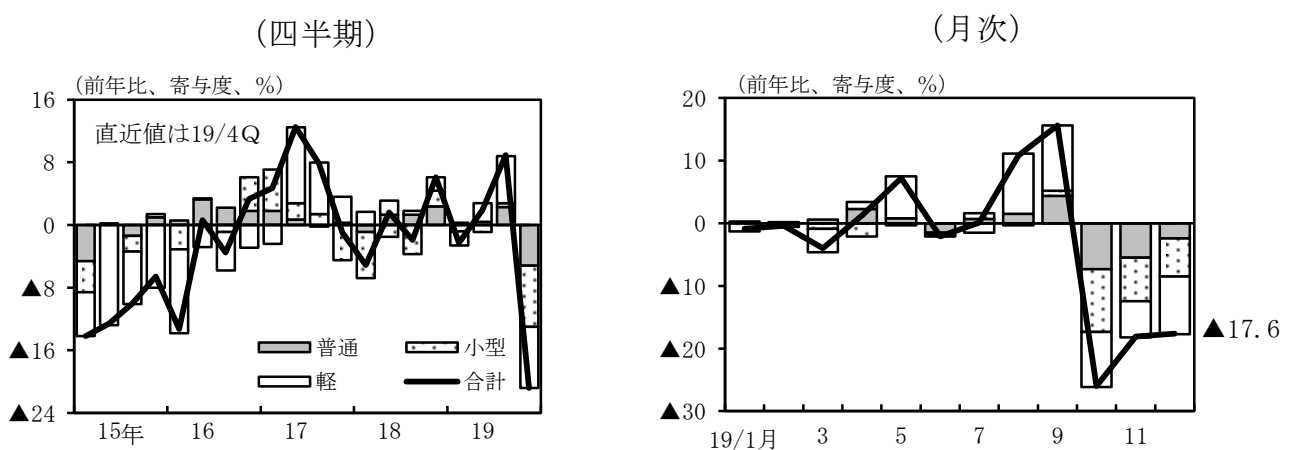 (四半期)
(前年比、寄与度、%)
16
直近値は19/4Q
8
0
▲8
▲16
▲24
普通
小型
軽
合計
15年
16
17
18
19
(月次)
(前年比、寄与度、%)
20
10
0
▲10
▲20
▲30
▲17.6
19/1月
3
5
7
9
11